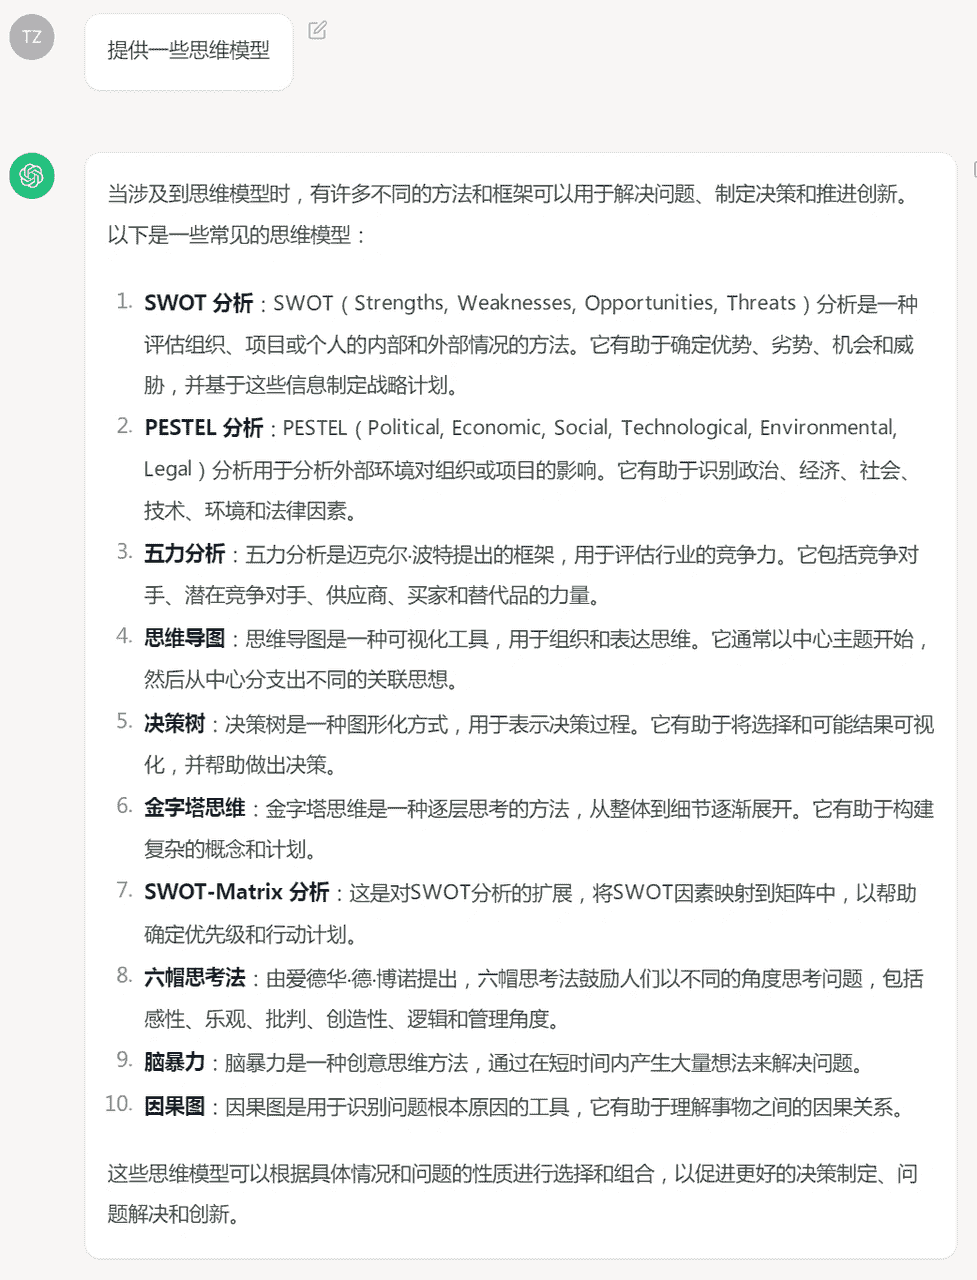 TZ
提供一些思维模型
当涉及到思维模型时，有许多不同的方法和框架可以用于解决问题、制定决策和推进创新。
以下是一些常见的思维模型：
1. SWOT 分析：SWOT（Strengths, Weaknesses, Opportunities, Threats）分析是一种
评估组织、项目或个人的内部和外部情况的方法。它有助于确定优势、劣势、机会和威
胁，并基于这些信息制定战略计划。
2. PESTEL 分析：PESTEL（Political, Economic, Social, Technological, Environmental,
Legal）分析用于分析外部环境对组织或项目的影响。它有助于识别政治、经济、社会、
技术、环境和法律因素。
3. 五力分析：五力分析是迈克尔·波特提出的框架，用于评估行业的竞争力。它包括竞争对
手、潜在竞争对手、供应商、买家和替代品的力量。
4. 思维导图：思维导图是一种可视化工具，用于组织和表达思维。它通常以中心主题开始，
然后从中心分支出不同的关联思想。
5. 决策树：决策树是一种图形化方式，用于表示决策过程。它有助于将选择和可能结果可视
化，并帮助做出决策。
6. 金字塔思维：金字塔思维是一种逐层思考的方法，从整体到细节逐渐展开。它有助于构建
复杂的概念和计划。
7. SWOT-Matrix 分析：这是对SWOT分析的扩展，将SWOT因素映射到矩阵中，以帮助
确定优先级和行动计划。
8. 六帽思考法：由爱德华·德·博诺提出，六帽思考法鼓励人们以不同的角度思考问题，包括
感性、乐观、批判、创造性、逻辑和管理角度。
9. 脑暴力：脑暴力是一种创意思维方法，通过在短时间内产生大量想法来解决问题。
10. 因果图：因果图是用于识别问题根本原因的工具，它有助于理解事物之间的因果关系。
这些思维模型可以根据具体情况和问题的性质进行选择和组合，以促进更好的决策制定、问
题解决和创新。